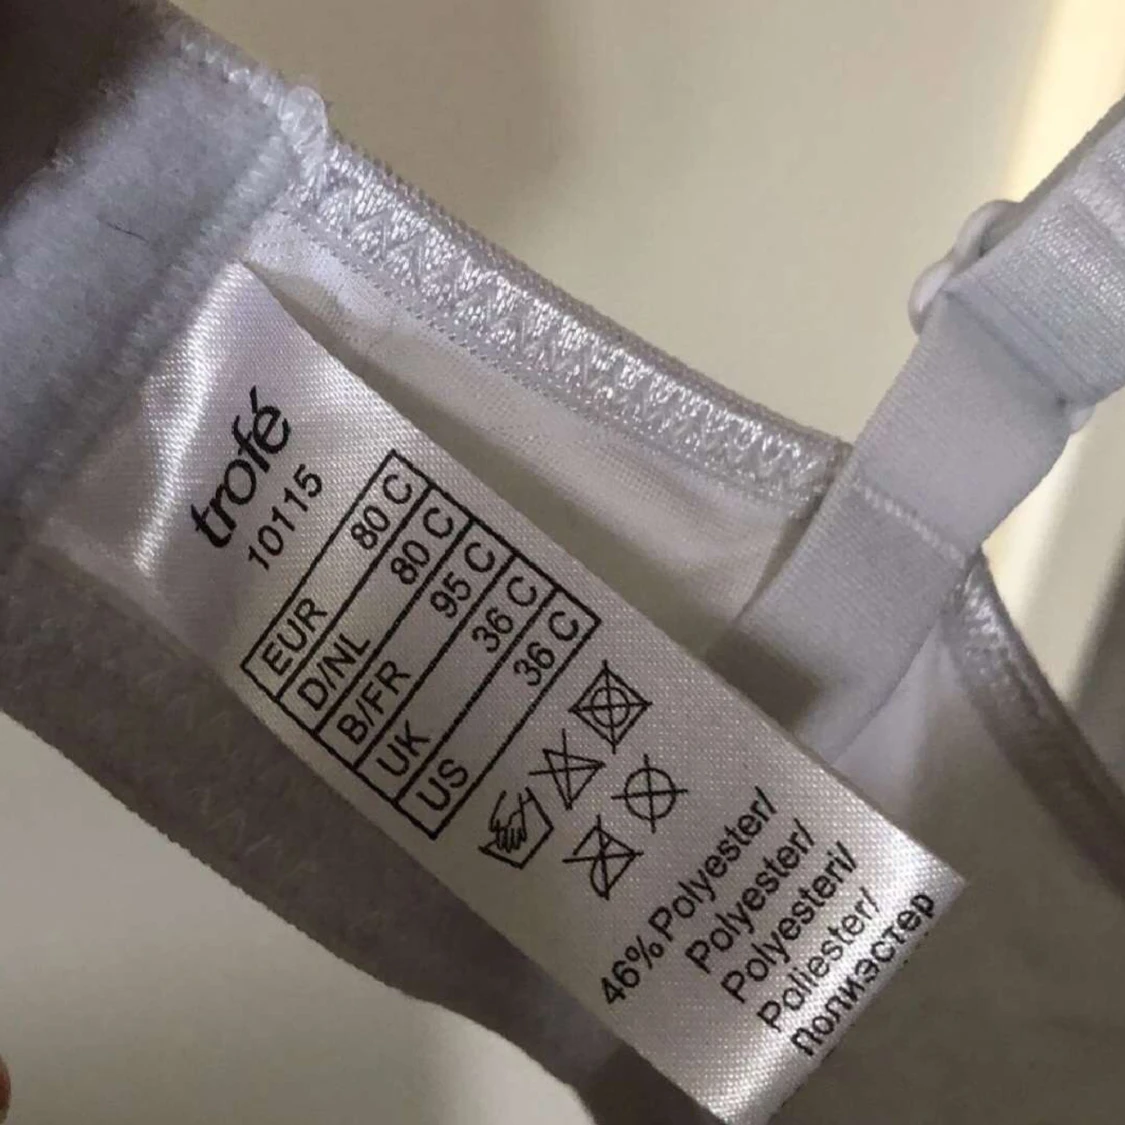 trofé
10115
EUR 80 C
D/NL 80 C
B/FR 95 C
UK 36 C
US 36 C
46% Polyester/
Polyester/
Polyesteri/
Poliester/
полиэстер